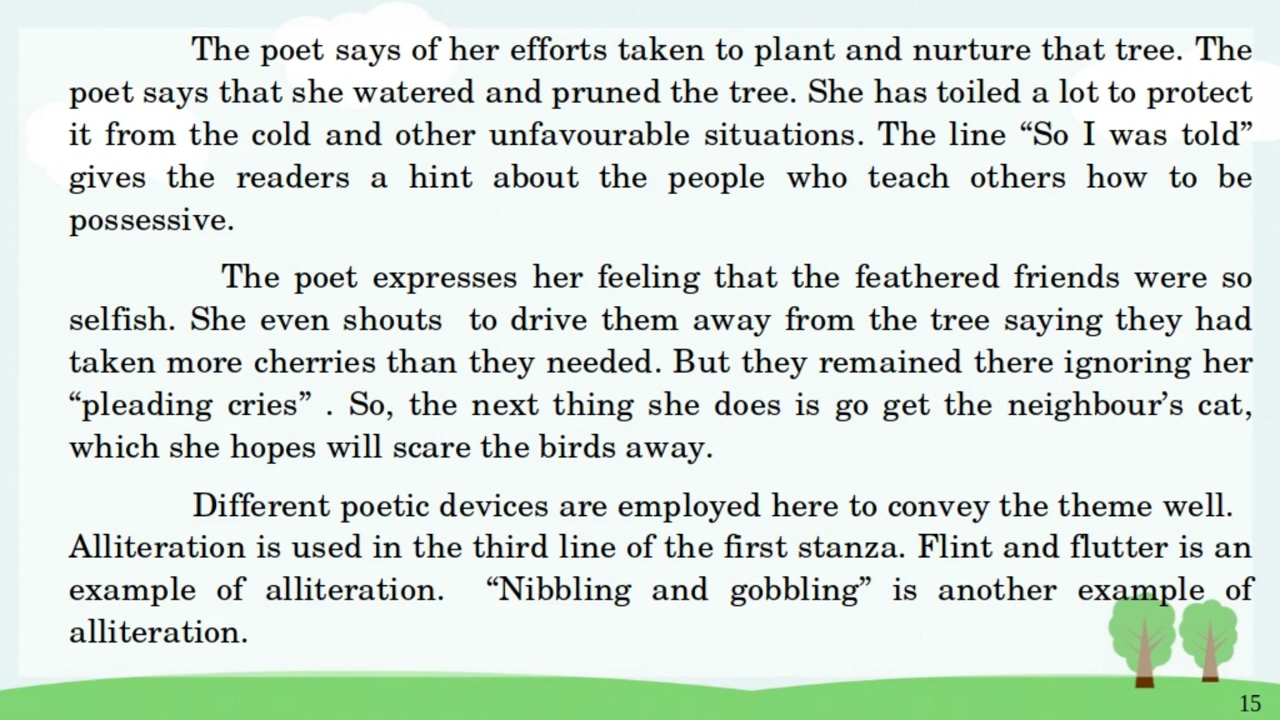 The poet says of her efforts taken to plant and nurture that tree. The
poet says that she watered and pruned the tree. She has toiled a lot to protect
it from the cold and other unfavourable situations. The line “So I was told”
gives the readers a hint about the people who teach others how to be
possessive.
The poet expresses her feeling that the feathered friends were so
selfish. She even shouts to drive them away from the tree saying they had
taken more cherries than they needed. But they remained there ignoring her
“pleading cries” . So, the next thing she does is go get the neighbour’s cat,
which she hopes will scare the birds away.
Different poetic devices are employed here to convey the theme well.
Alliteration is used in the third line of the first stanza. Flint and flutter is an
example of alliteration. “Nibbling and gobbling” is another example of
alliteration.
15